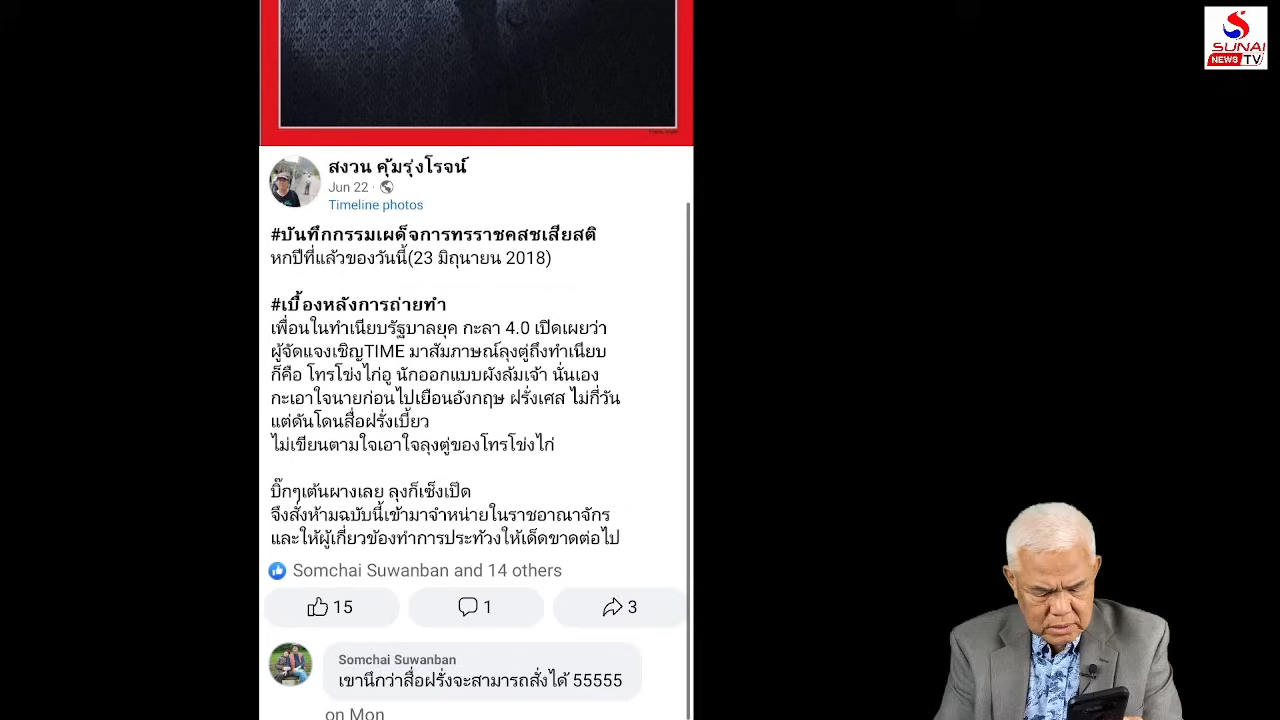 SUNAI
NEWS TV
สงวน คุ้มรุ่งโรจน์
Jun 22 ·
Timeline photos
#บันทึกกรรมเผด็จการทรราชคสชเสียสติ
หกปีที่แล้วของวันนี้(23 มิถุนายน 2018)
#เบื้องหลังการถ่ายทำ
เพื่อนในทำเนียบรัฐบาลยุค กะลา 4.0 เปิดเผยว่า
ผู้จัดแจงเชิญTIME มาสัมภาษณ์ลุงตู่ถึงทำเนียบ
ก็คือ โทรโข่งไก่อู นักออกแบบผังล้มเจ้า นั่นเอง
กะเอาใจนายก่อนไปเยือนอังกฤษ ฝรั่งเศส ไม่กี่วัน
แต่ดันโดนสื่อฝรั่งเบี้ยว
ไม่เขียนตามใจเอาใจลุงตู่ของโทรโข่งไก่
บิ๊กๆเต้นผางเลย ลุงก็เซ็งเป็ด
จึงสั่งห้ามฉบับนี้เข้ามาจำหน่ายในราชอาณาจักร
และให้ผู้เกี่ยวข้องทำการประท้วงให้เด็ดขาดต่อไป
Somchai Suwanban and 14 others
15
1
3
Somchai Suwanban
เขานึกว่าสื่อฝรั่งจะสามารถสั่งได้ 55555
on Mon